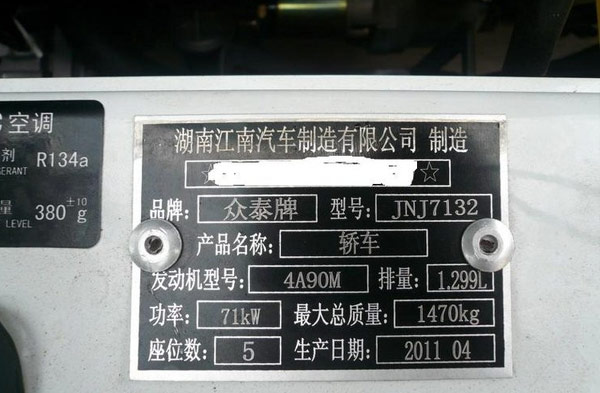 空调
剂 R134a
ERANT
量 380±10 g
LEVEL
湖南江南汽车制造有限公司 制造
☆ ☆
品牌: 众泰牌 型号: JNJ7132
产品名称: 轿车
发动机型号: 4A90M 排量: 1.299L
功率: 71kW 最大总质量: 1470kg
座位数: 5 生产日期: 2011 04